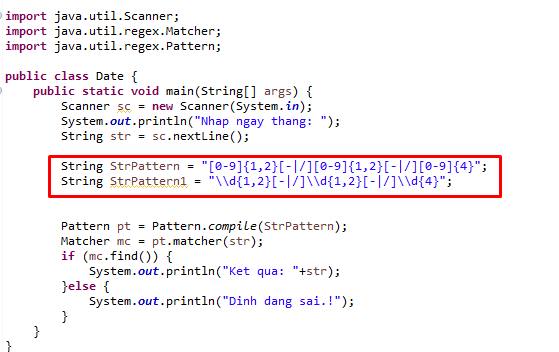 import java.util.Scanner;
import java.util.regex.Matcher;
import java.util.regex.Pattern;
public class Date {
public static void main(String[] args) {
Scanner sc = new Scanner(System.in);
System.out.println("Nhap ngay thang: ");
String str = sc.nextLine();
String StrPattern = "[0-9]{1,2}[-|/][0-9]{1,2}[-|/][0-9]{4}";
String StrPattern1 = "\\d{1,2}[-|/]\\d{1,2}[-|/]\\d{4}";
Pattern pt = Pattern.compile(StrPattern);
Matcher mc = pt.matcher(str);
if (mc.find()) {
System.out.println("Ket qua: "+str);
}else {
System.out.println("Dinh dang sai.!");
}
}
}